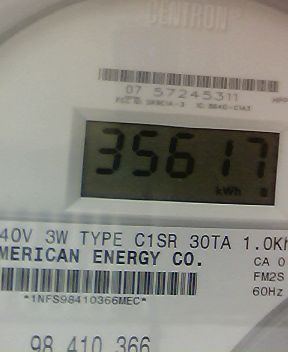 CENTRON®
07 57245311
35617
kWh
40V 3W TYPE C1SR 30TA 1.0Kh
MERICAN ENERGY CO.
CA 0
FM2S
60Hz
*1NFS98410366MEC*
98 410 366